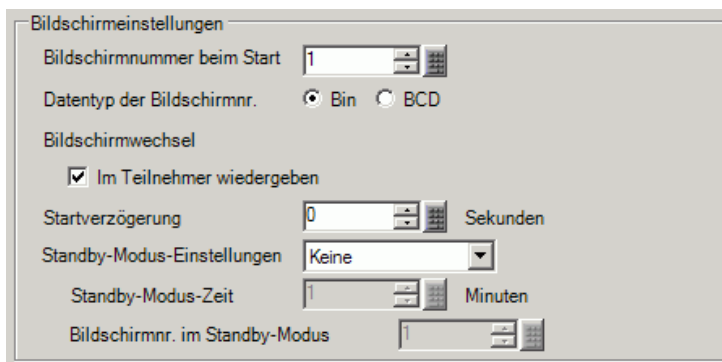 Bildschirmeinstellungen
Bildschirmnummer beim Start 1
Datentyp der Bildschirmnr. Bin BCD
Bildschirmwechsel
Im Teilnehmer wiedergeben
Startverzögerung 0 Sekunden
Standby-Modus-Einstellungen Keine
Standby-Modus-Zeit 1 Minuten
Bildschirmnr. im Standby-Modus 1